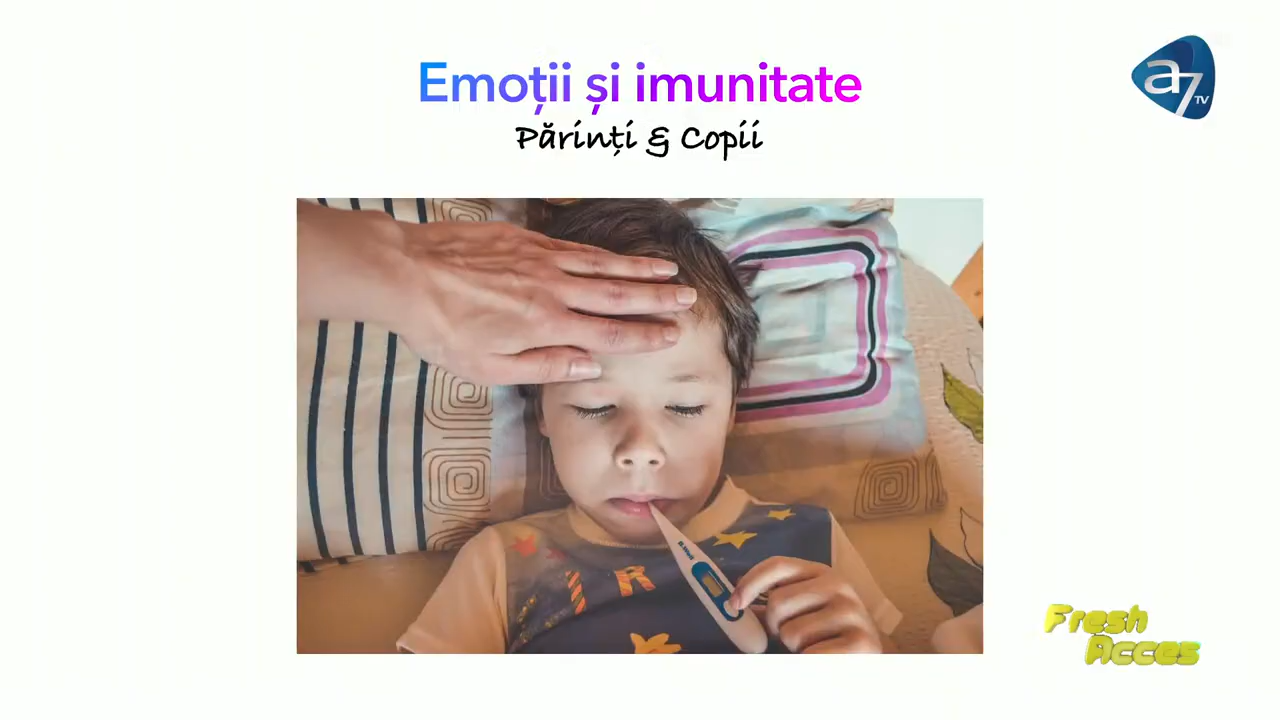 Emoții și imunitate
Părinți & Copii
a7
TV
R
Fresh
Acces